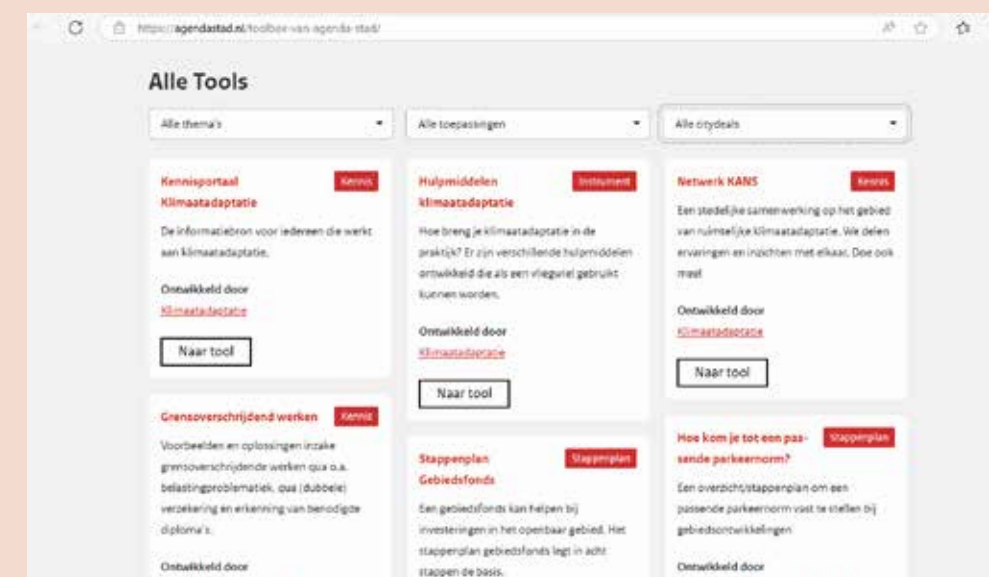 https://agendastad.nl/toolbox-van-agenda-stad/
Alle Tools
Alle thema's
Alle toepassingen
Alle citydeals
Kennisportaal
Klimaatadaptatie
Kennis
De informatiebron voor iedereen die werkt
aan klimaatadaptatie.
Ontwikkeld door
Klimaatadaptatie
Naar tool
Hulpmiddelen
klimaatadaptatie
Instrument
Hoe breng je klimaatadaptatie in de
praktijk? Er zijn verschillende hulpmiddelen
ontwikkeld die als een vliegwiel gebruikt
kunnen worden.
Ontwikkeld door
Klimaatadaptatie
Naar tool
Netwerk KANS
Kennis
Een stedelijke samenwerking op het gebied
van ruimtelijke klimaatadaptatie. We delen
ervaringen en inzichten met elkaar. Doe ook
mee!
Ontwikkeld door
Klimaatadaptatie
Naar tool
Grensoverschrijdend werken
Kennis
Voorbeelden en oplossingen inzake
grensoverschrijdende werken qua o.a.
belastingproblematiek, qua (dubbele)
verzekering en erkenning van benodigde
diploma's.
Ontwikkeld door
Stappenplan
Gebiedsfonds
Stappenplan
Een gebiedsfonds kan helpen bij
investeringen in het openbaar gebied. Het
stappenplan gebiedsfonds legt in acht
stappen de basis.
Hoe kom je tot een pas-
sende parkeernorm?
Stappenplan
Een overzicht/stappenplan om een
passende parkeernorm vast te stellen bij
gebiedsontwikkelingen
Ontwikkeld door